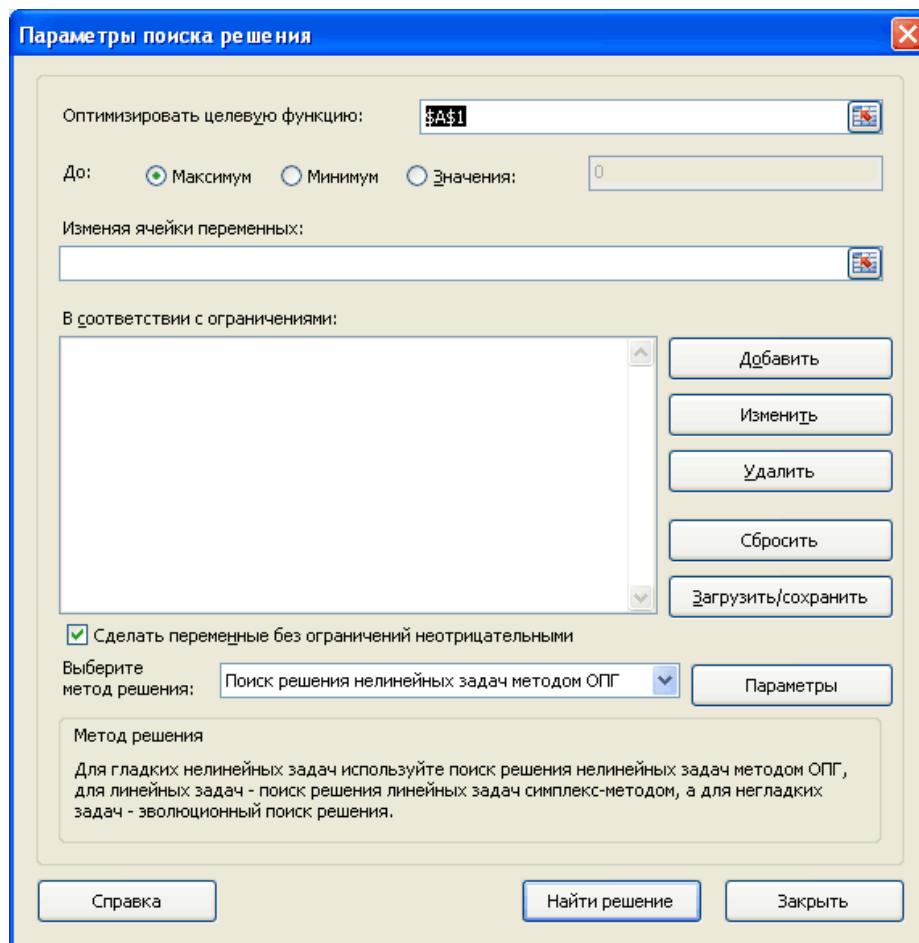 Параметры поиска решения
Оптимизировать целевую функцию:
$A$1
До:
Максимум
Минимум
Значения:
0
Изменяя ячейки переменных:
В соответствии с ограничениями:
Добавить
Изменить
Удалить
Сбросить
Загрузить/сохранить
Сделать переменные без ограничений неотрицательными
Выберите
метод решения:
Поиск решения нелинейных задач методом ОПГ
Параметры
Метод решения
Для гладких нелинейных задач используйте поиск решения нелинейных задач методом ОПГ,
для линейных задач - поиск решения линейных задач симплекс-методом, а для негладких
задач - эволюционный поиск решения.
Справка
Найти решение
Закрыть